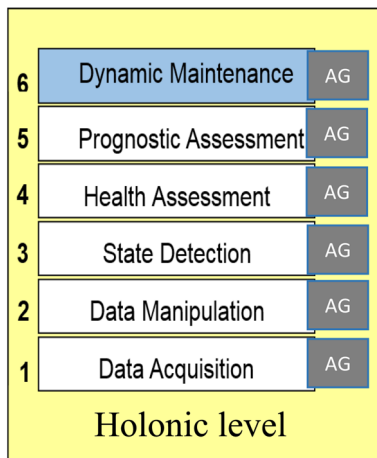 6 Dynamic Maintenance AG
5 Prognostic Assessment AG
4 Health Assessment AG
3 State Detection AG
2 Data Manipulation AG
1 Data Acquisition AG
Holonic level